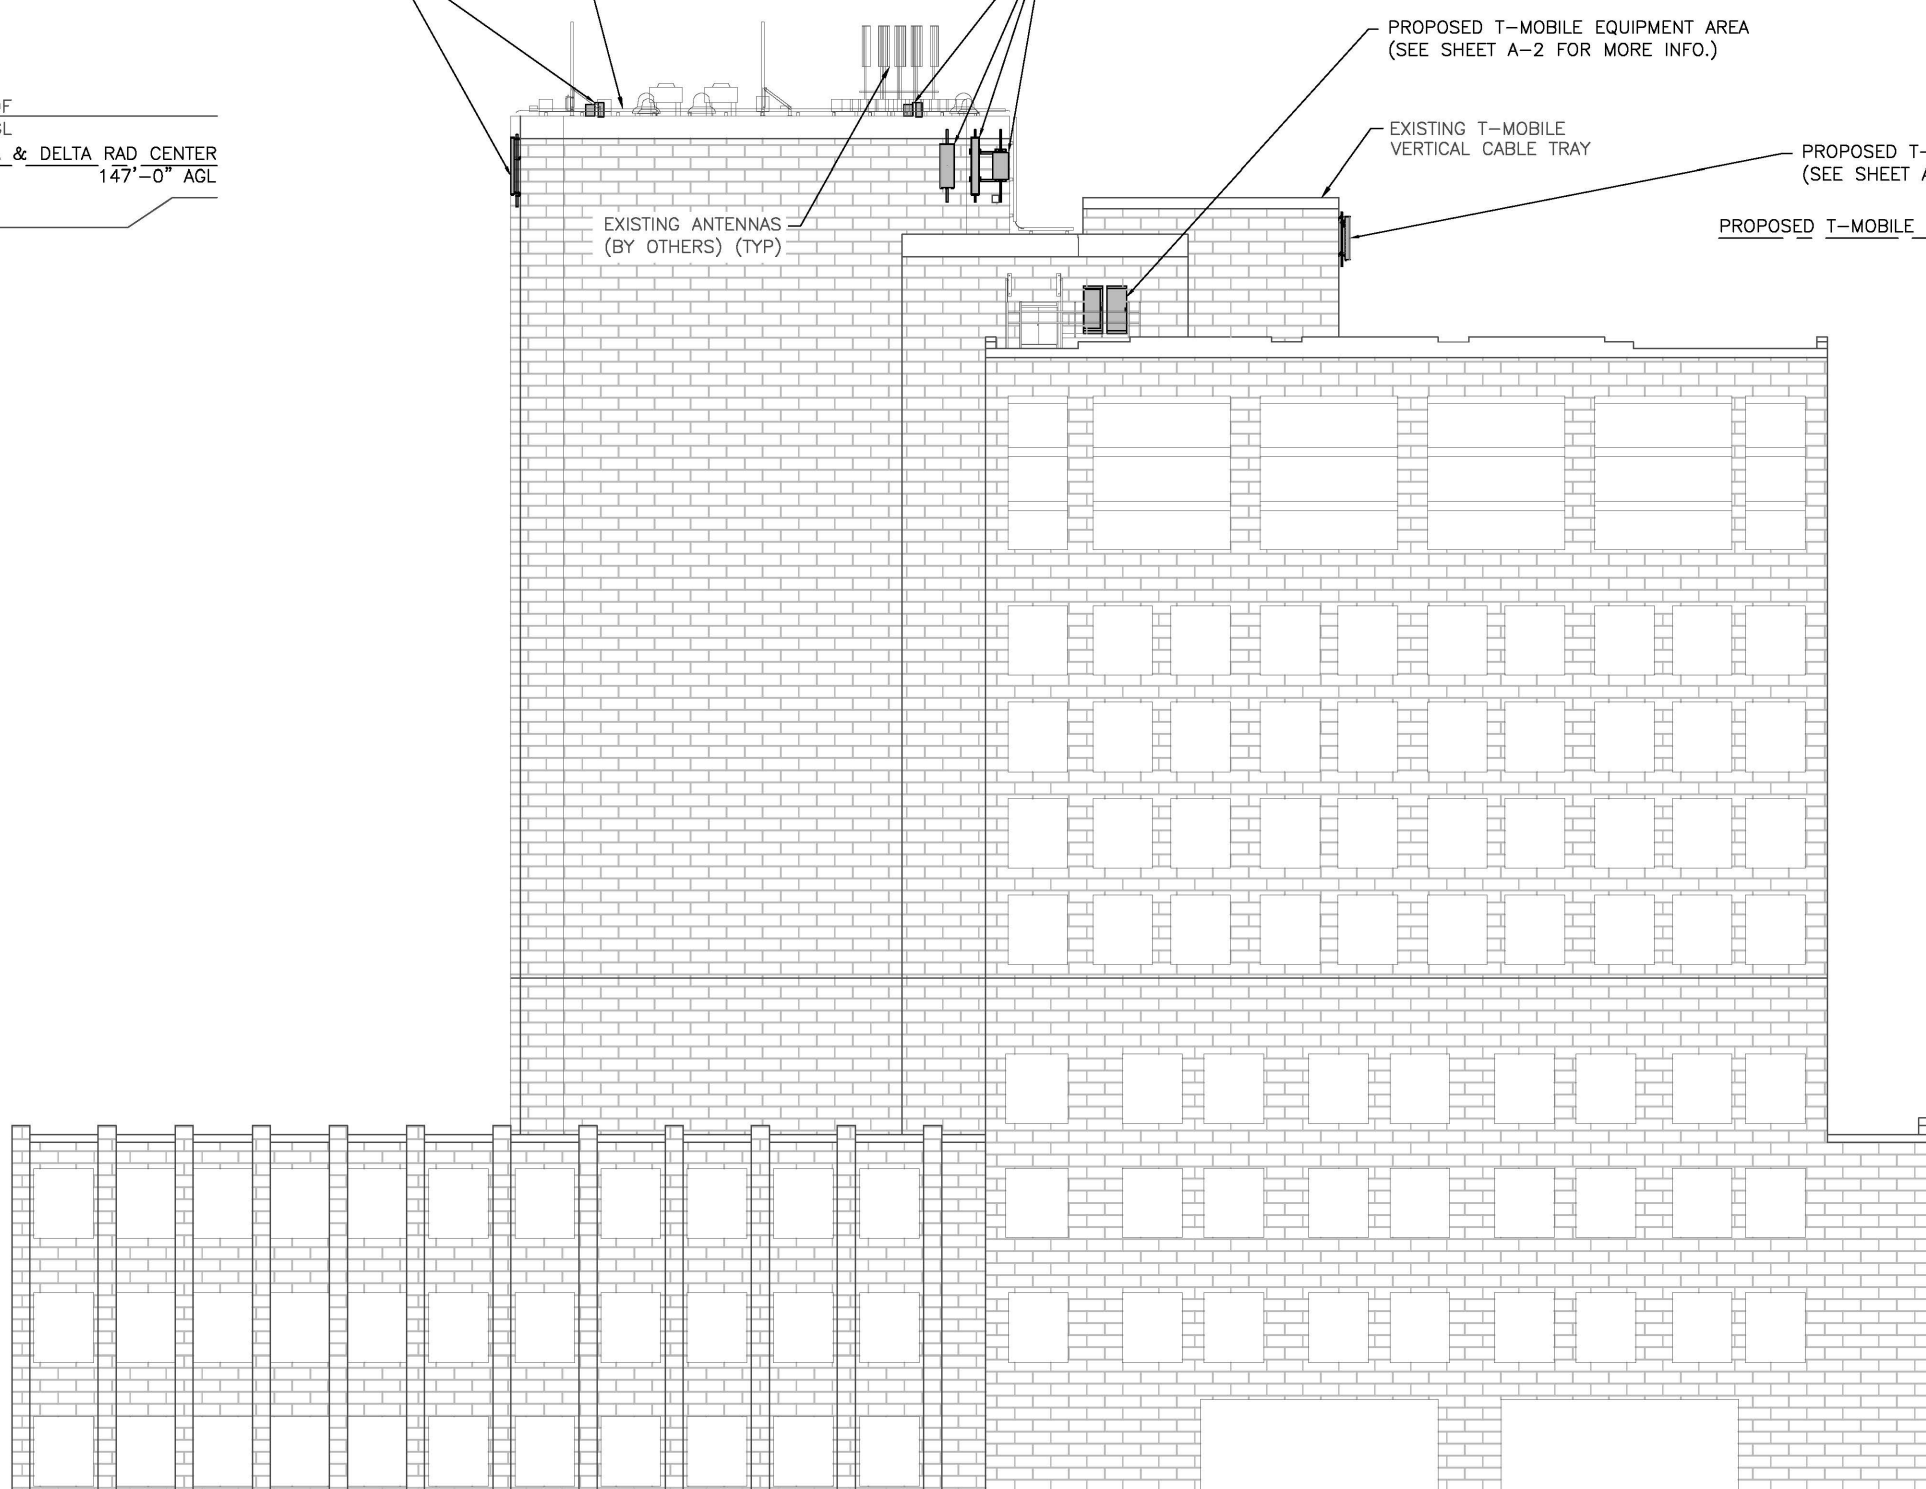 PROPOSED T-MOBILE EQUIPMENT AREA
(SEE SHEET A-2 FOR MORE INFO.)
& DELTA RAD CENTER
147'-0" AGL
EXISTING T-MOBILE
VERTICAL CABLE TRAY
PROPOSED T-
(SEE SHEET
EXISTING ANTENNAS
(BY OTHERS) (TYP)
PROPOSED T-MOBILE